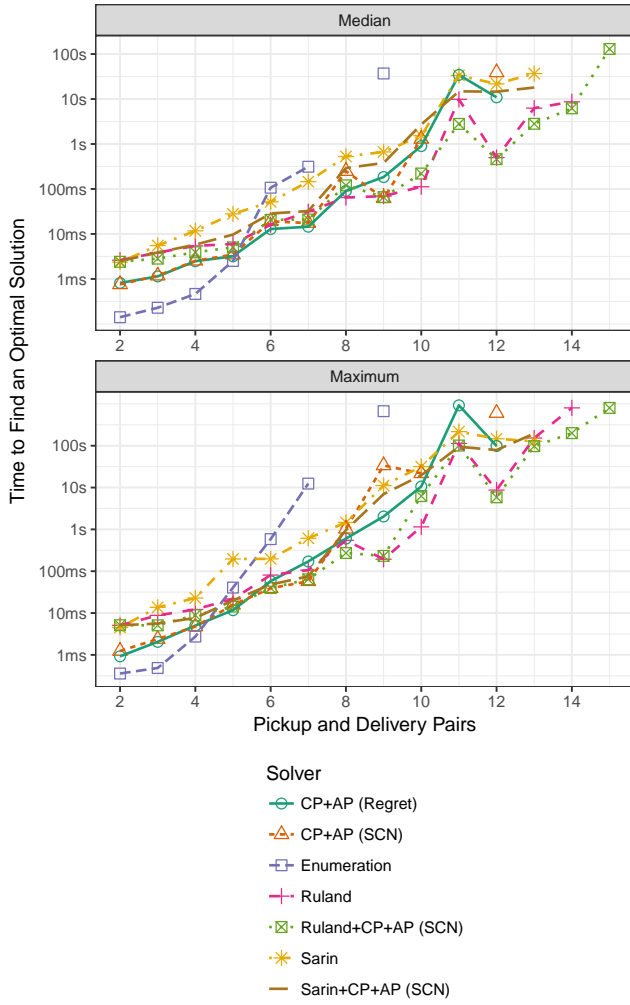 Median
100s
10s
1s
100ms
10ms
1ms
2 4 6 8 10 12 14
Maximum
100s
10s
1s
100ms
10ms
1ms
2 4 6 8 10 12 14
Time to Find an Optimal Solution
Pickup and Delivery Pairs
Solver
CP+AP (Regret)
CP+AP (SCN)
Enumeration
Ruland
Ruland+CP+AP (SCN)
Sarin
Sarin+CP+AP (SCN)